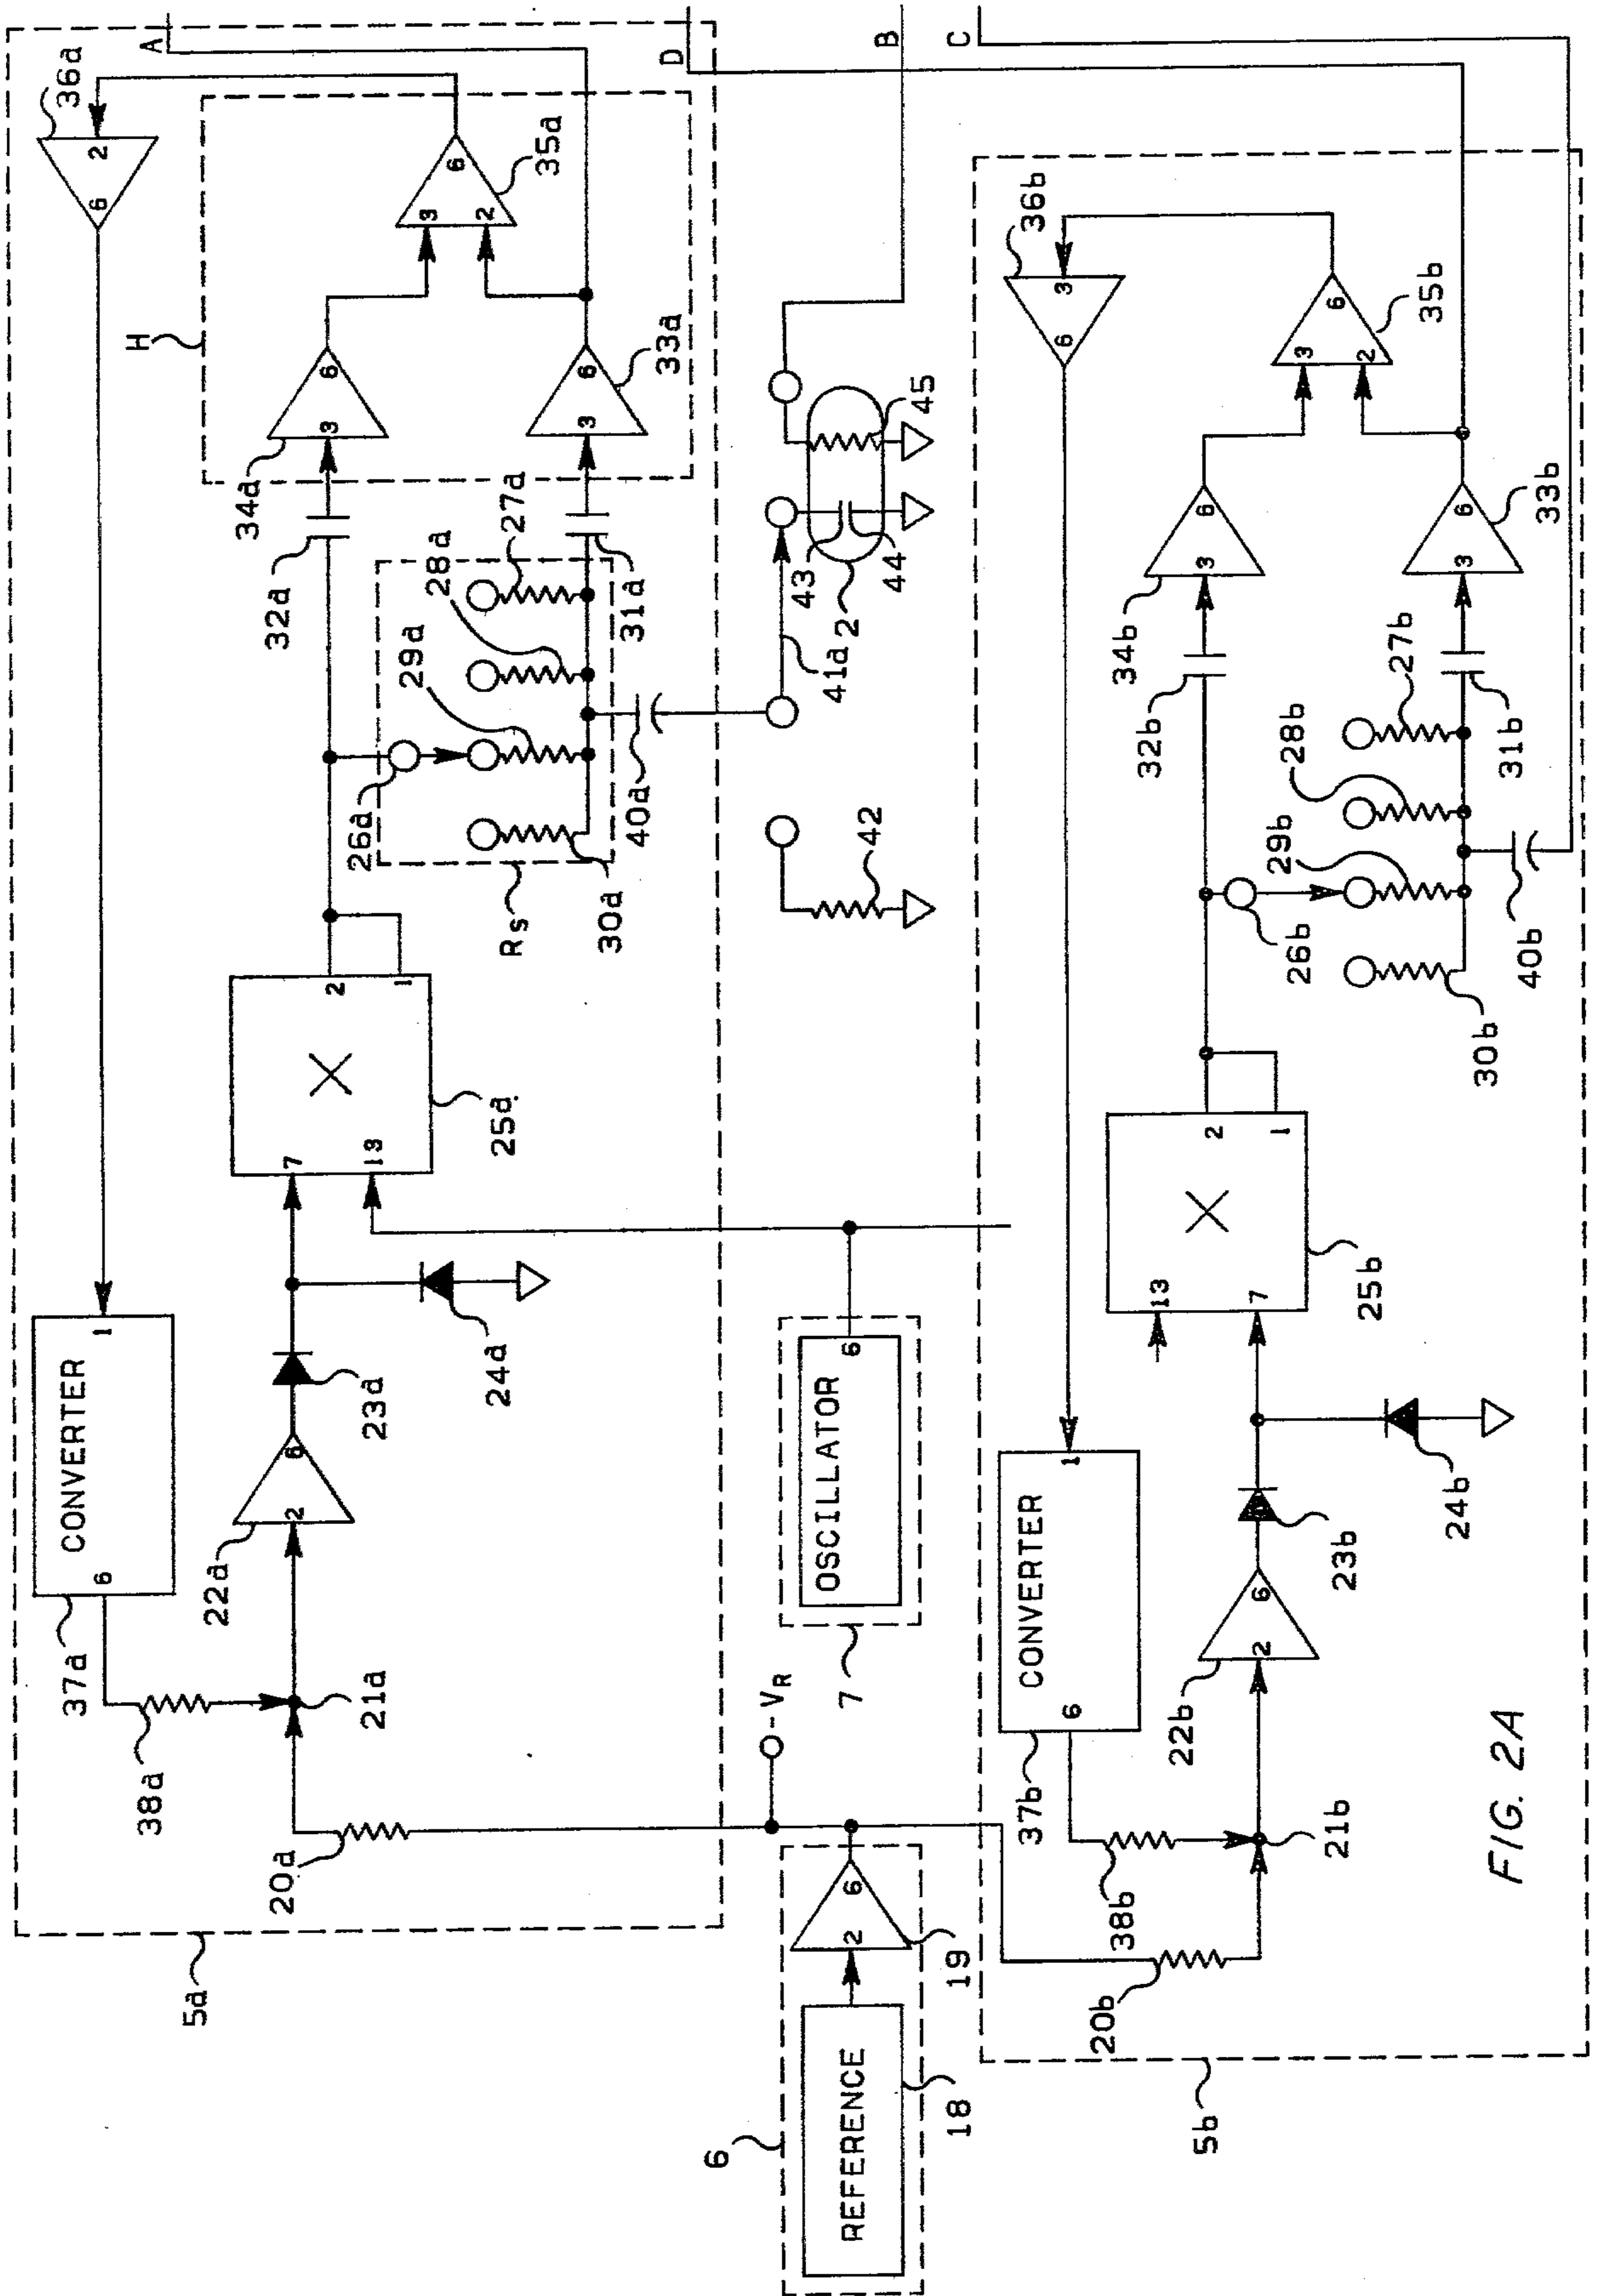 5a
37a
CONVERTER
6
1
6
2
36a
A
38a
22a
2
6
23a
24a
21a
20a
7
13
X
2
1
25a
H
32a
34a
3
6
3
2
6
35a
26a
29a
28a
27a
31a
3
6
33a
Rs
30a
40a
D
6
REFERENCE
18
2
6
19
-VR
7
OSCILLATOR
6
42
41a
43
44
2
45
B
C
5b
37b
CONVERTER
6
1
6
3
36b
38b
22b
2
6
23b
24b
21b
20b
13
7
X
2
1
25b
32b
34b
3
6
3
2
6
35b
26b
29b
28b
27b
31b
3
6
33b
30b
40b
FIG. 2A